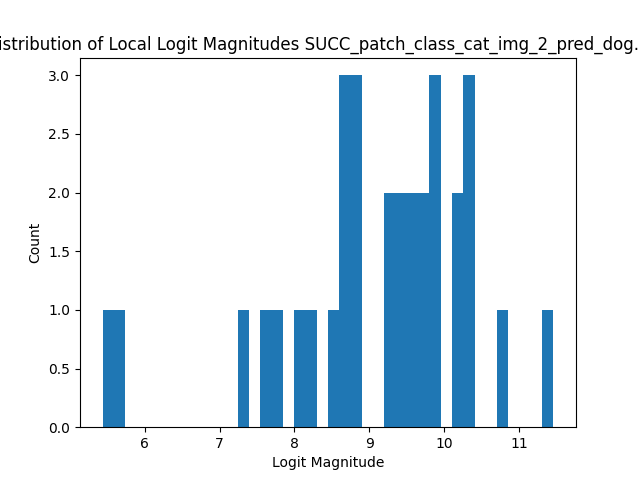 istribution of Local Logit Magnitudes SUCC_patch_class_cat_img_2_pred_dog.
3.0
2.5
2.0
1.5
1.0
0.5
0.0
Count
6 7 8 9 10 11
Logit Magnitude